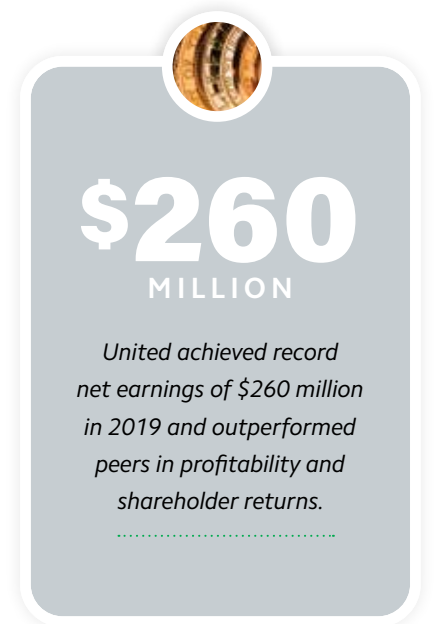 $260
MILLION
United achieved record
net earnings of $260 million
in 2019 and outperformed
peers in profitability and
shareholder returns.